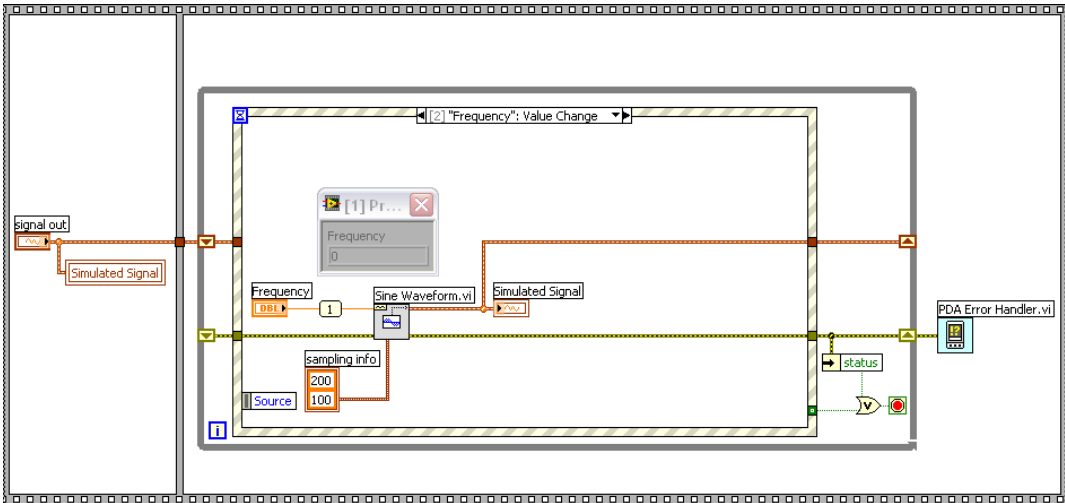 [2] "Frequency": Value Change
[1] Pr...
signal out
Frequency
0
Simulated Signal
Frequency
Sine Waveform.vi
Simulated Signal
DBL
1
PDA Error Handler.vi
sampling info
status
200
100
Source
V
i